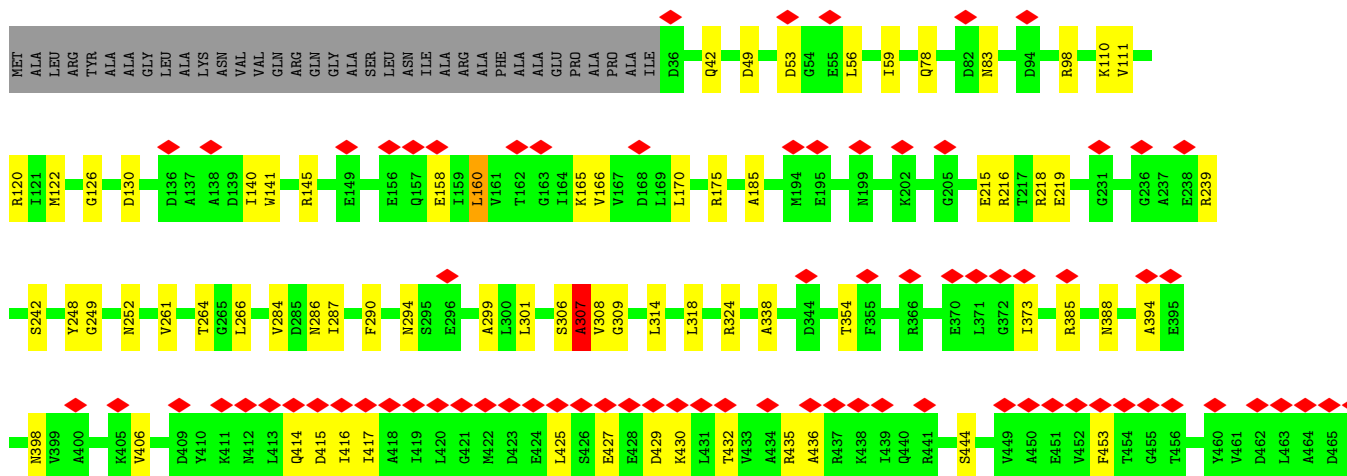 MET ALA LEU ARG TYR ALA ALA GLY LEU ALA LYS ASN VAL VAL GLN ARG GLN GLY ALA SER LEU ASN ILE ALA ARG ALA PHE ALA ALA GLU PRO ALA PRO ALA ILE D36 Q42 D49 D53 G54 E55 L56 I59 Q78 D82 N83 D94 R98 K110 V111
R120 I121 M122 G126 D130 D136 A137 A138 D139 I140 W141 R145 E149 E156 Q157 E158 I159 L160 V161 T162 G163 I164 K165 V166 V167 D168 L169 L170 R175 A185 M194 E195 N199 K202 G205 E215 R216 T217 R218 E219 G231 G236 A237 E238 R239
S242 Y248 G249 N252 V261 T264 G265 L266 V284 D285 N286 I287 F290 N294 S295 E296 A299 L300 L301 S306 A307 V308 G309 L314 L318 R324 A338 D344 T354 F355 R366 E370 L371 G372 I373 R385 N388 A394 E395
N398 V399 A400 K405 V406 D409 Y410 K411 N412 L413 Q414 D415 I416 I417 A418 I419 L420 G421 M422 D423 E424 L425 S426 E427 E428 D429 K430 L431 T432 V433 A434 R435 A436 R437 K438 I439 Q440 R441 S444 V449 A450 E451 V452 F453 T454 G455 T456 Y460 V461 D462 L463 A464 D465